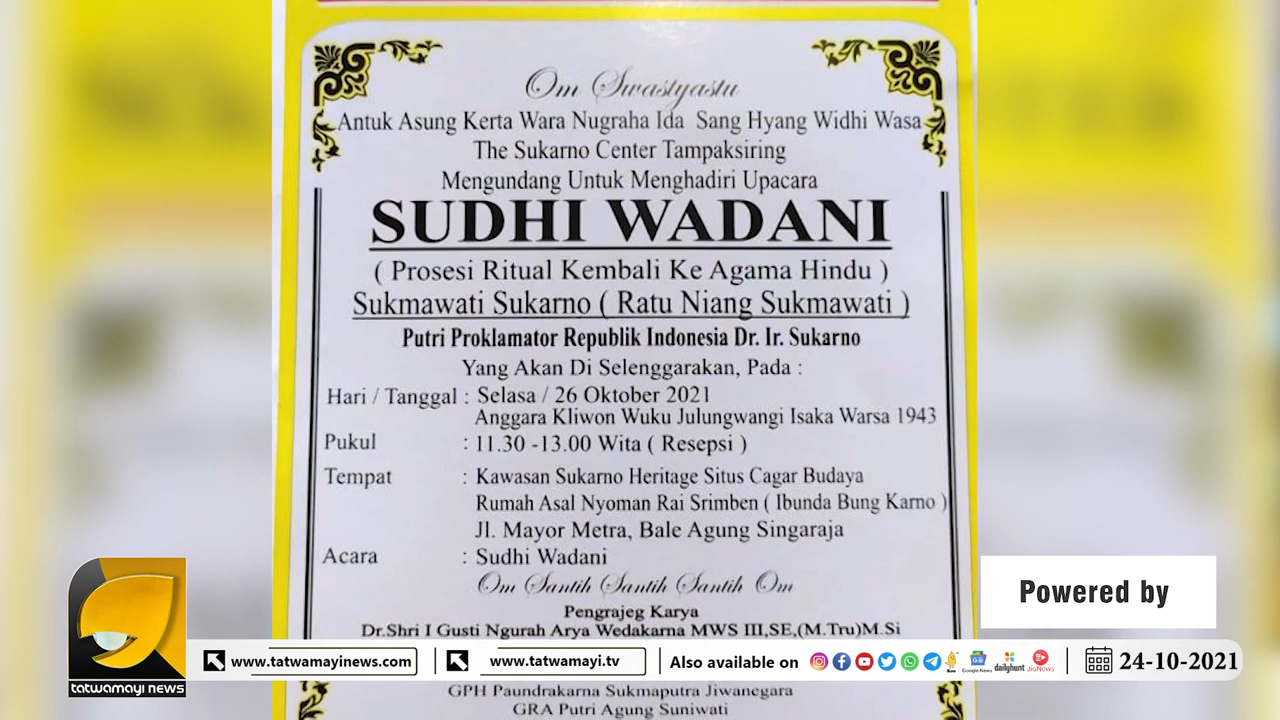 Om Swastyastu
Antuk Asung Kerta Wara Nugraha Ida Sang Hyang Widhi Wasa
The Sukarno Center Tampaksiring
Mengundang Untuk Menghadiri Upacara
SUDHI WADANI
( Prosesi Ritual Kembali Ke Agama Hindu )
Sukmawati Sukarno ( Ratu Niang Sukmawati )
Putri Proklamator Republik Indonesia Dr. Ir. Sukarno
Yang Akan Di Selenggarakan, Pada :
Hari / Tanggal : Selasa / 26 Oktober 2021
Anggara Kliwon Wuku Julungwangi Isaka Warsa 1943
Pukul : 11.30 -13.00 Wita ( Resepsi )
Tempat : Kawasan Sukarno Heritage Situs Cagar Budaya
Rumah Asal Nyoman Rai Srimben ( Ibunda Bung Karno )
Jl. Mayor Metra, Bale Agung Singaraja
Acara : Sudhi Wadani
Om Santih Santih Santih Om
Pengrajeg Karya
Dr.Shri I Gusti Ngurah Arya Wedakarna MWS III,SE,(M.Tru)M.Si
GPH Paundrakarna Sukmaputra Jiwanegara
GRA Putri Agung Suniwati
Powered by
www.tatwamayinews.com
www.tatwamayi.tv
Also available on
Koo
Google News
dailyhunt
JioNews
24-10-2021
tatwamayi news